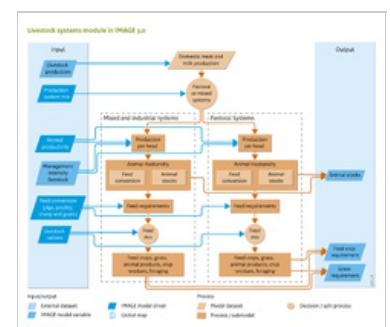 Livestock systems module in IMAGE 3.0
Input
Output
Livestock
production
Domestic meat and
milk production
Production
system mix
Pastoral
or mixed
systems
Mixed and industrial systems
Pastoral Systems
Animal
productivity
Production
per head
Production
per head
Management
intensity
livestock
Animal Husbandry
Feed
conversion
Animal
stocks
Animal Husbandry
Feed
conversion
Animal
stocks
Animal stocks
Feed conversion
(pigs, poultry,
sheep and goats)
Feed requirements
Feed requirements
Livestock
rations
Feed
mix
Feed
mix
Feed crops, grass,
animal products, crop
residues, foraging
Feed crops, grass,
animal products, crop
residues, foraging
Feed crop
requirement
Grass
requirement
Input/output
Process
External dataset
IMAGE model driver
Model dataset
Decision / split process
IMAGE model variable
Global map
Process / submodel